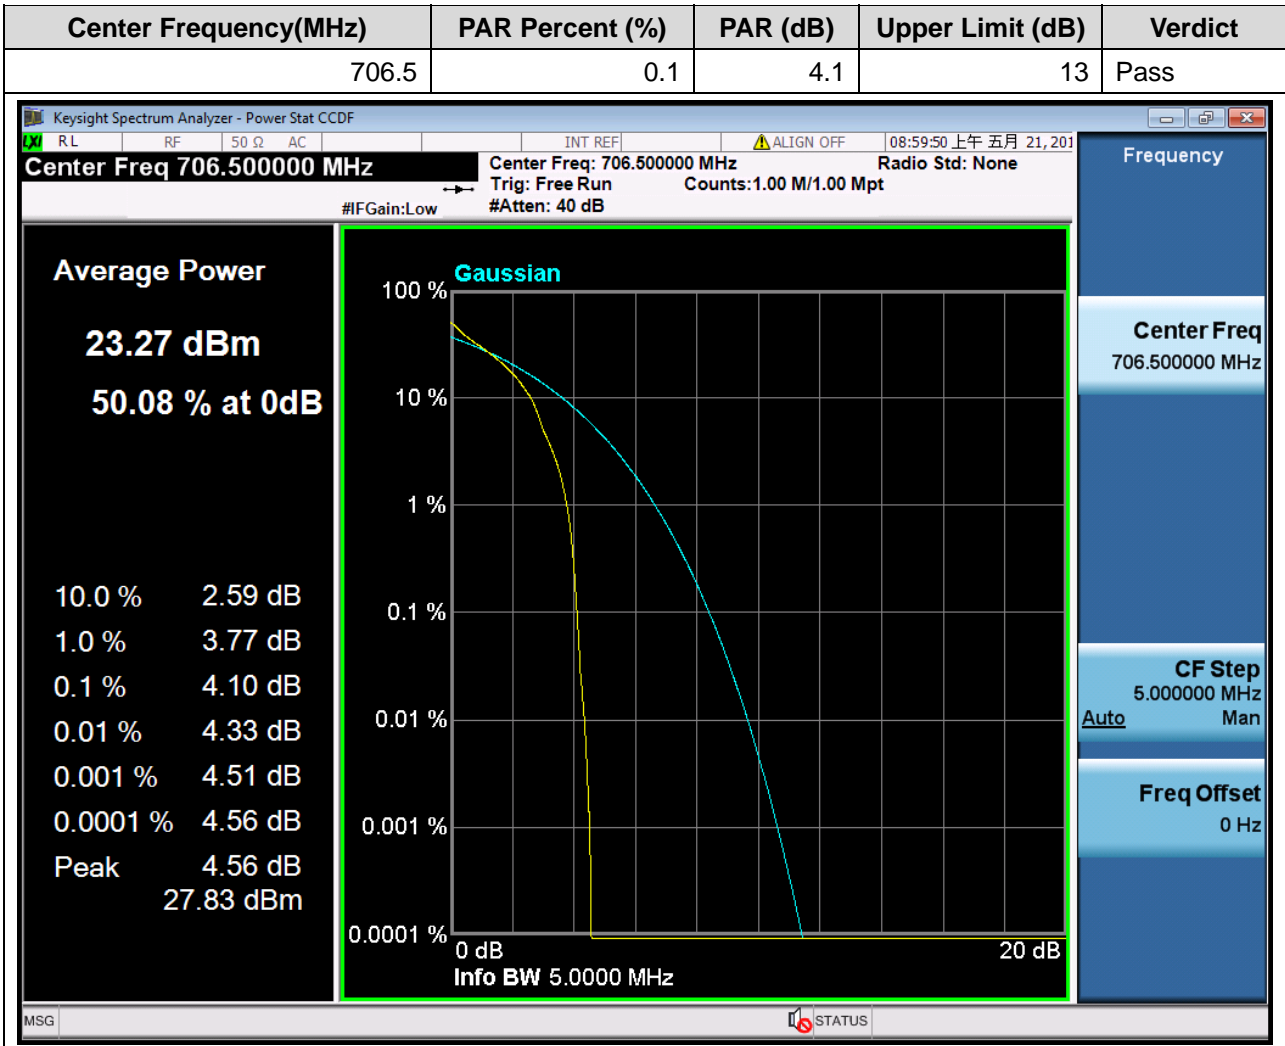 Center Frequency(MHz) PAR Percent (%) PAR (dB) Upper Limit (dB) Verdict
706.5 0.1 4.1 13 Pass
Keysight Spectrum Analyzer - Power Stat CCDF
LXI RL RF 50 Ω AC INT REF ALIGN OFF 08:59:50 上午 五月 21, 201
Center Freq 706.500000 MHz
#IFGain:Low
Center Freq: 706.500000 MHz Radio Std: None
Trig: Free Run Counts:1.00 M/1.00 Mpt
#Atten: 40 dB
Average Power
23.27 dBm
50.08 % at 0dB
10.0 % 2.59 dB
1.0 % 3.77 dB
0.1 % 4.10 dB
0.01 % 4.33 dB
0.001 % 4.51 dB
0.0001 % 4.56 dB
Peak 4.56 dB
27.83 dBm
Gaussian
100 %
10 %
1 %
0.1 %
0.01 %
0.001 %
0.0001 %
0 dB 20 dB
Info BW 5.0000 MHz
Frequency
Center Freq
706.500000 MHz
CF Step
5.000000 MHz
Auto Man
Freq Offset
0 Hz
MSG STATUS